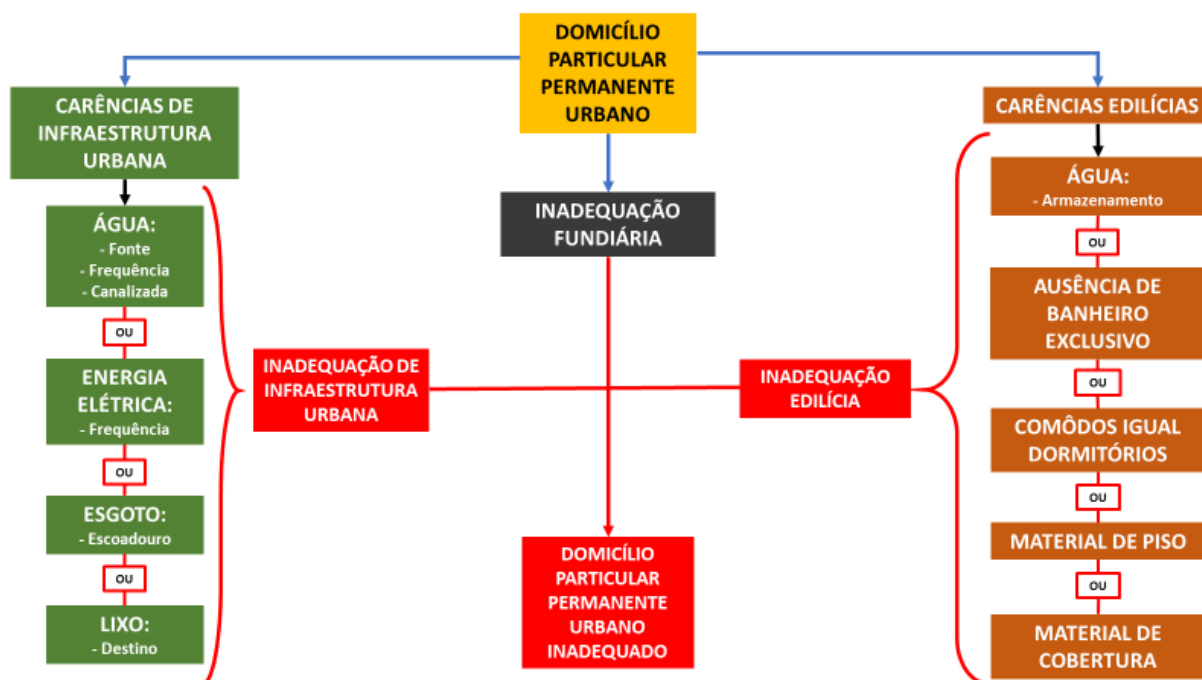 DOMICÍLIO
PARTICULAR
PERMANENTE
URBANO
CARÊNCIAS DE
INFRAESTRUTURA
URBANA
ÁGUA:
- Fonte
- Frequência
- Canalizada
OU
ENERGIA
ELÉTRICA:
- Frequência
OU
ESGOTO:
- Escoadouro
OU
LIXO:
- Destino
INADEQUAÇÃO DE
INFRAESTRUTURA
URBANA
INADEQUAÇÃO
FUNDIÁRIA
DOMICÍLIO
PARTICULAR
PERMANENTE
URBANO
INADEQUADO
INADEQUAÇÃO
EDILÍCIA
CARÊNCIAS EDILÍCIAS
ÁGUA:
- Armazenamento
OU
AUSÊNCIA DE
BANHEIRO
EXCLUSIVO
OU
COMÔDOS IGUAL
DORMITÓRIOS
OU
MATERIAL DE PISO
OU
MATERIAL DE
COBERTURA